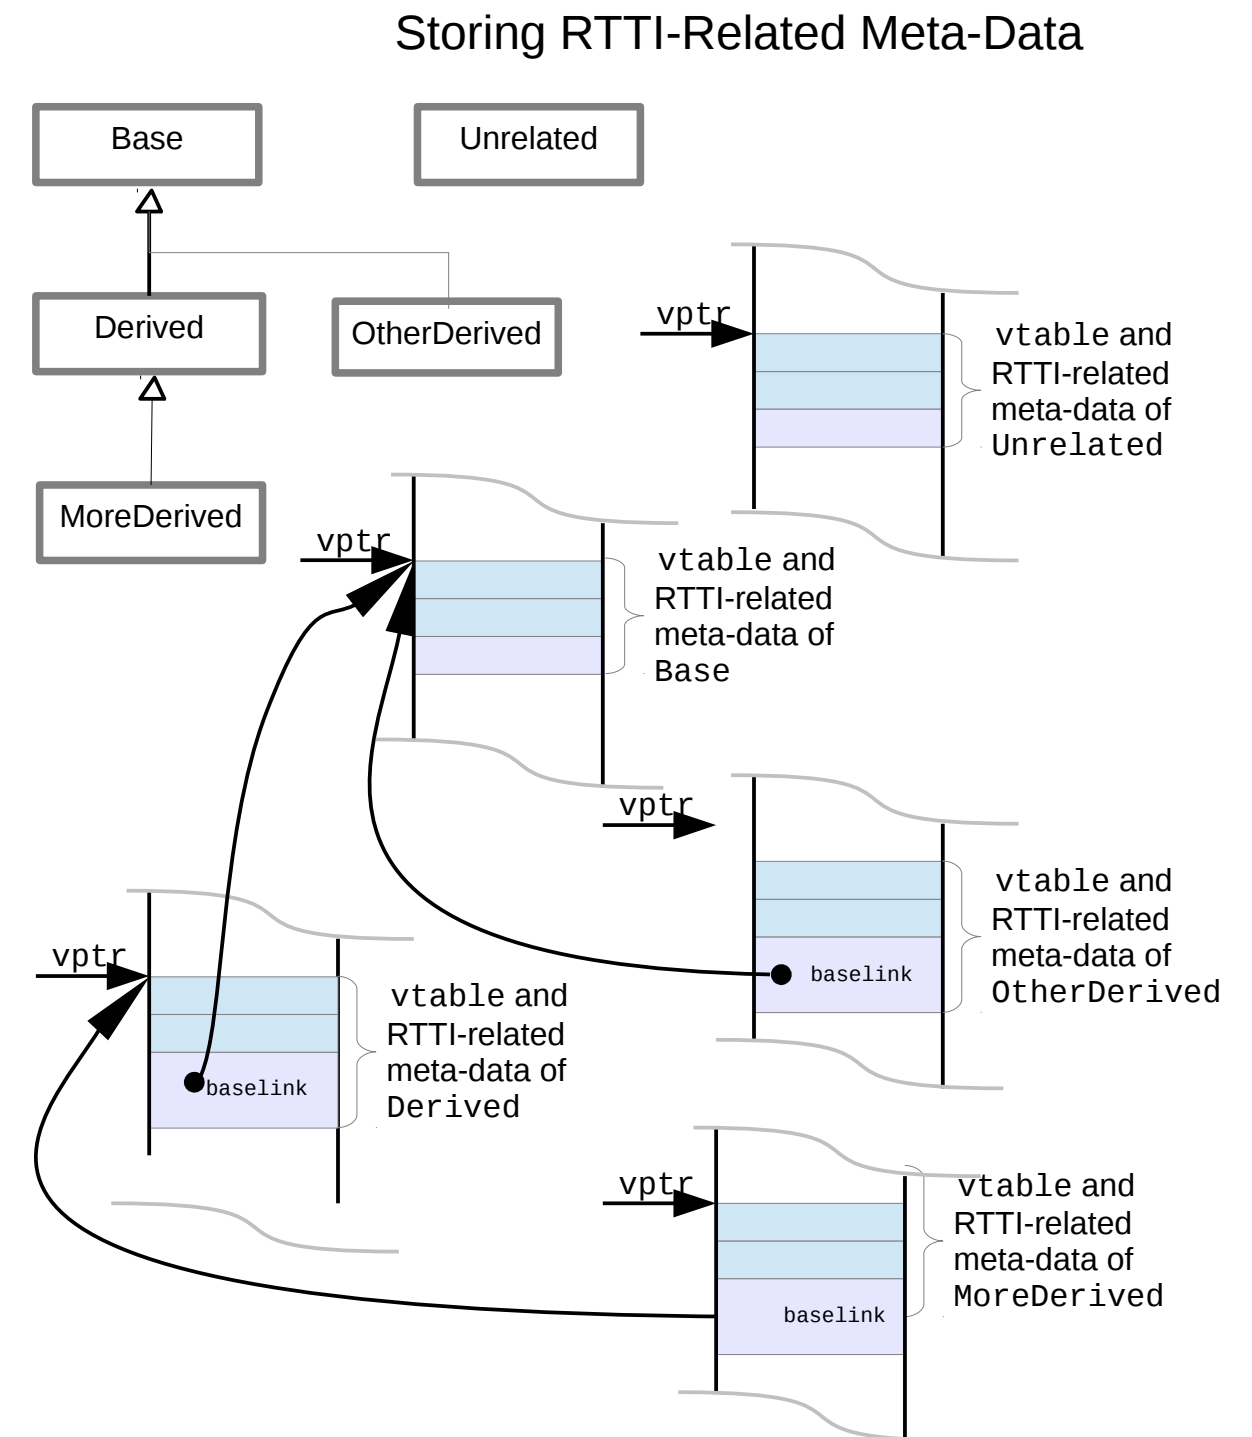 Storing RTTI-Related Meta-Data
Base
Unrelated
Derived
OtherDerived
MoreDerived
vptr
vtable and
RTTI-related
meta-data of
Unrelated
vptr
vtable and
RTTI-related
meta-data of
Base
vptr
vtable and
RTTI-related
meta-data of
OtherDerived
baselink
vptr
vtable and
RTTI-related
meta-data of
Derived
baselink
vptr
vtable and
RTTI-related
meta-data of
MoreDerived
baselink